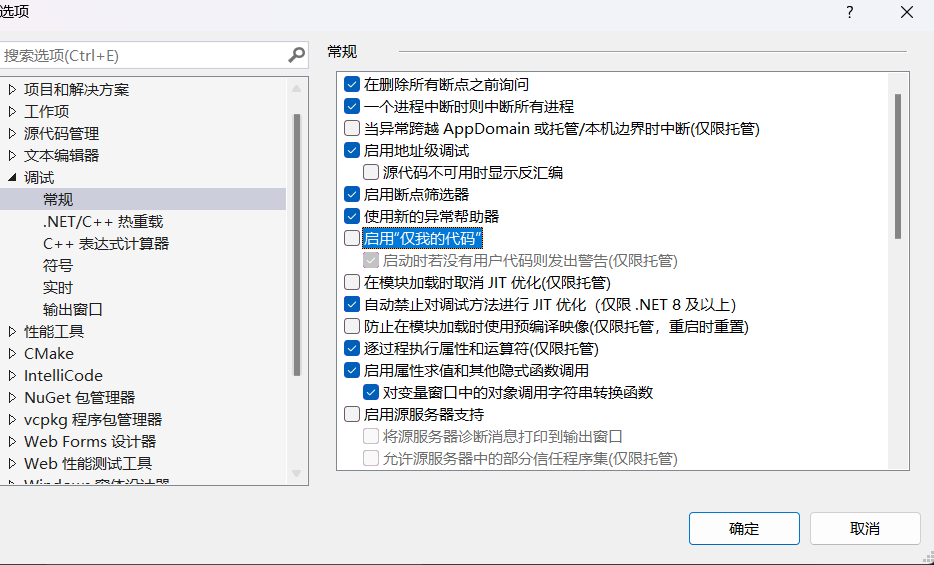 选项
?
搜索选项(Ctrl+E)
项目和解决方案
工作项
源代码管理
文本编辑器
调试
常规
.NET/C++ 热重载
C++ 表达式计算器
符号
实时
输出窗口
性能工具
CMake
IntelliCode
NuGet 包管理器
vcpkg 程序包管理器
Web Forms 设计器
Web 性能测试工具
Windows 窗体设计器
常规
在删除所有断点之前询问
一个进程中断时则中断所有进程
当异常跨越 AppDomain 或托管/本机边界时中断(仅限托管)
启用地址级调试
源代码不可用时显示反汇编
启用断点筛选器
使用新的异常帮助器
启用“仅我的代码”
启动时若没有用户代码则发出警告(仅限托管)
在模块加载时取消 JIT 优化(仅限托管)
自动禁止对调试方法进行 JIT 优化（仅限 .NET 8 及以上）
防止在模块加载时使用预编译映像(仅限托管，重启时重置)
逐过程执行属性和运算符(仅限托管)
启用属性求值和其他隐式函数调用
对变量窗口中的对象调用字符串转换函数
启用源服务器支持
将源服务器诊断消息打印到输出窗口
允许源服务器中的部分信任程序集(仅限托管)
确定
取消